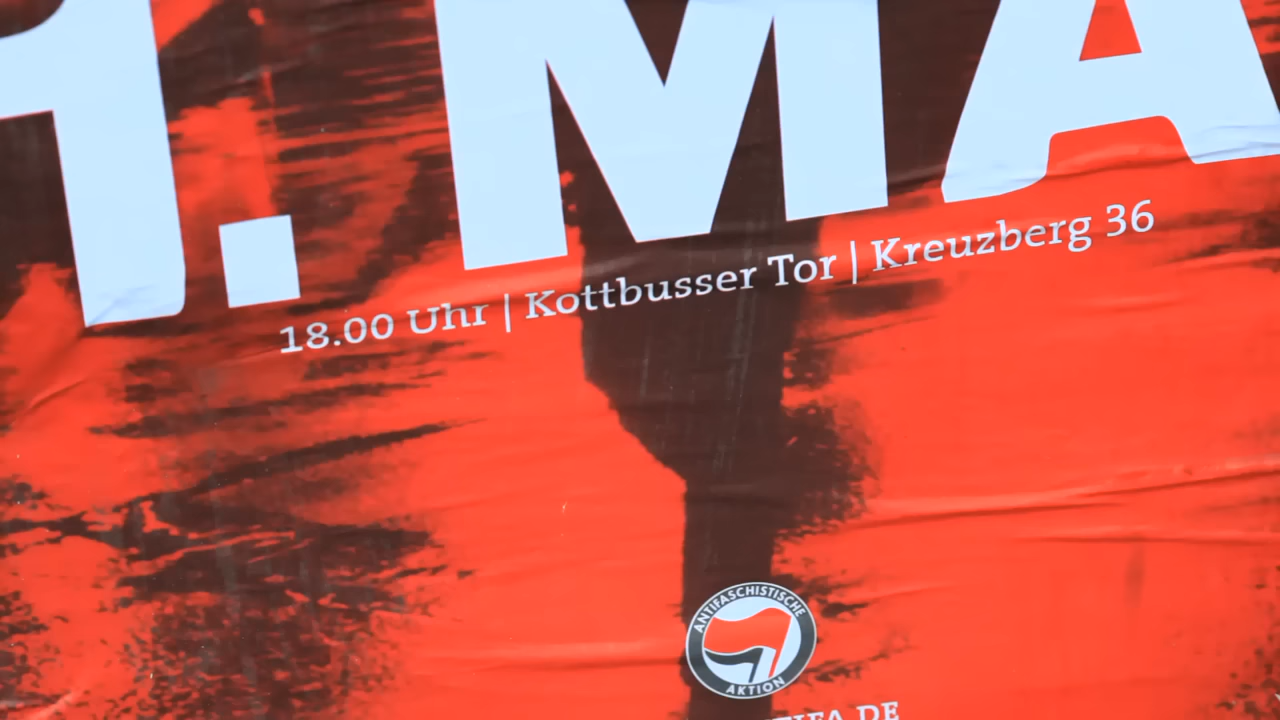 1. MA
18.00 Uhr | Kottbusser Tor | Kreuzberg 36
ANTIFASCHISTISCHE
AKTION